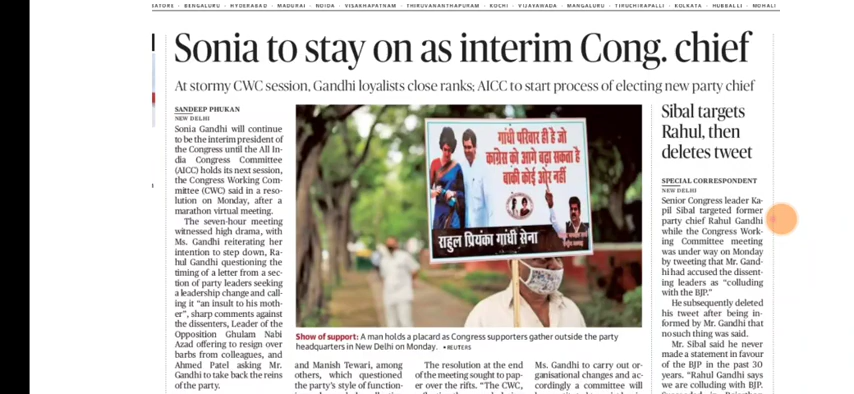 BENGALURU · HYDERABAD · MADURAI · NOIDA · VISAKHAPATNAM · THIRUVANANTHAPURAM · KOCHI · VIJAYAWADA · MANGALURU · TIRUCHIRAPALLI · KOLKATA · HUBBALLI · MOHALI
Sonia to stay on as interim Cong. chief
At stormy CWC session, Gandhi loyalists close ranks; AICC to start process of electing new party chief
SANDEEP PHUKAN
NEW DELHI
Sonia Gandhi will continue
to be the interim president of
the Congress until the All In-
dia Congress Committee
(AICC) holds its next session,
the Congress Working Com-
mittee (CWC) said in a reso-
lution on Monday, after a
marathon virtual meeting.
The seven-hour meeting
witnessed high drama, with
Ms. Gandhi reiterating her
intention to step down, Ra-
hul Gandhi questioning the
timing of a letter from a sec-
tion of party leaders seeking
a leadership change and call-
ing it "an insult to his moth-
er", sharp comments against
the dissenters, Leader of the
Opposition Ghulam Nabi
Azad offering to resign over
barbs from colleagues, and
Ahmed Patel asking Mr.
Gandhi to take back the reins
of the party.
गांधी परिवार ही है जो
कांग्रेस को आगे बढ़ा सकता है
बाकी कोई ओर नहीं
राहुल प्रियंका गांधी सेना
Show of support: A man holds a placard as Congress supporters gather outside the party
headquarters in New Delhi on Monday. • REUTERS
and Manish Tewari, among
others, which questioned
the party's style of function-
The resolution at the end
of the meeting sought to pap-
er over the rifts. "The CWC,
Ms. Gandhi to carry out or-
ganisational changes and ac-
cordingly a committee will
Sibal targets
Rahul, then
deletes tweet
SPECIAL CORRESPONDENT
NEW DELHI
Senior Congress leader Ka-
pil Sibal targeted former
party chief Rahul Gandhi
while the Congress Work-
ing Committee meeting
was under way on Monday
by tweeting that Mr. Gand-
hi had accused the dissent-
ing leaders as "colluding
with the BJP."
He subsequently deleted
his tweet after being in-
formed by Mr. Gandhi that
no such thing was said.
Mr. Sibal said he never
made a statement in favour
of the BJP in the past 30
years. "Rahul Gandhi says
we are colluding with BJP.